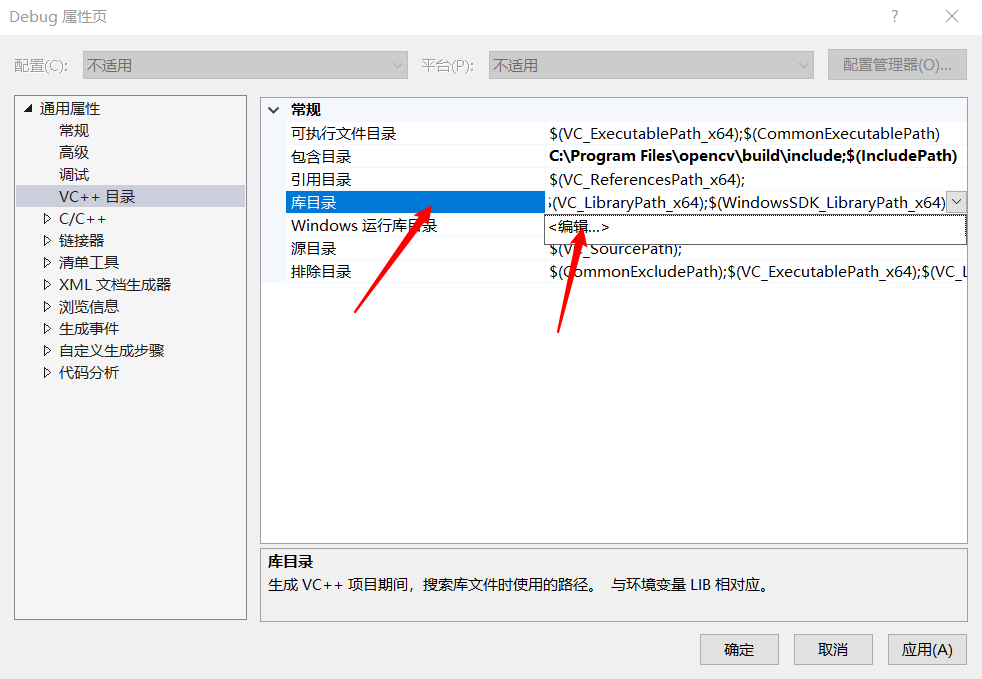 Debug 属性页
?
配置(C):
不适用
平台(P):
不适用
配置管理器(O)...
通用属性
常规
高级
调试
VC++ 目录
C/C++
链接器
清单工具
XML 文档生成器
浏览信息
生成事件
自定义生成步骤
代码分析
常规
可执行文件目录 $(VC_ExecutablePath_x64);$(CommonExecutablePath)
包含目录 C:\Program Files\opencv\build\include;$(IncludePath)
引用目录 $(VC_ReferencesPath_x64);
库目录 $(VC_LibraryPath_x64);$(WindowsSDK_LibraryPath_x64)
Windows 运行库目录
<编辑...>
源目录 $(VC_SourcePath);
排除目录 $(CommonExcludePath);$(VC_ExecutablePath_x64);$(VC_L
库目录
生成 VC++ 项目期间，搜索库文件时使用的路径。 与环境变量 LIB 相对应。
确定
取消
应用(A)